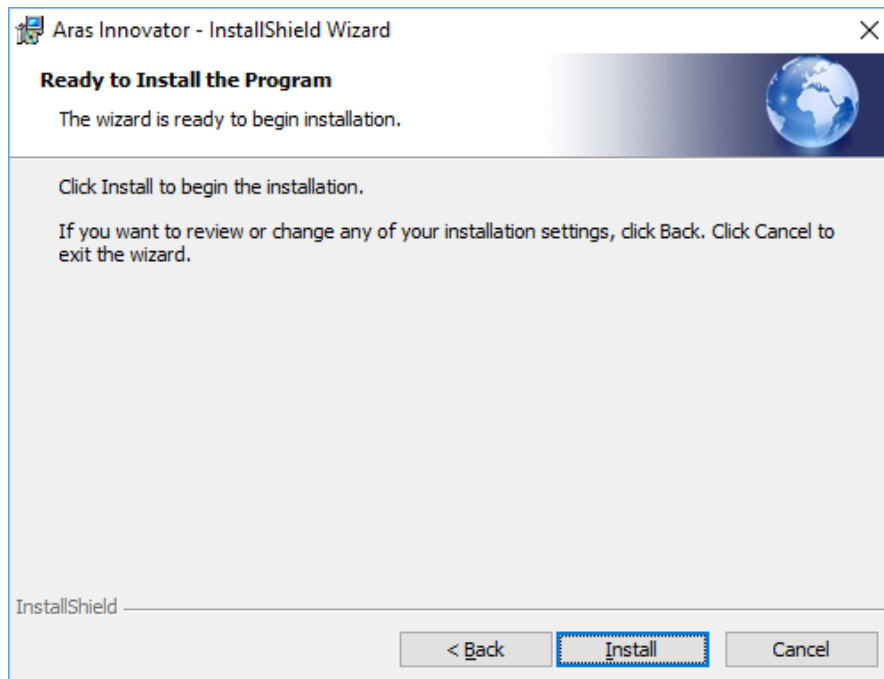 Aras Innovator - InstallShield Wizard
Ready to Install the Program
The wizard is ready to begin installation.
Click Install to begin the installation.
If you want to review or change any of your installation settings, click Back. Click Cancel to
exit the wizard.
InstallShield
< Back
Install
Cancel